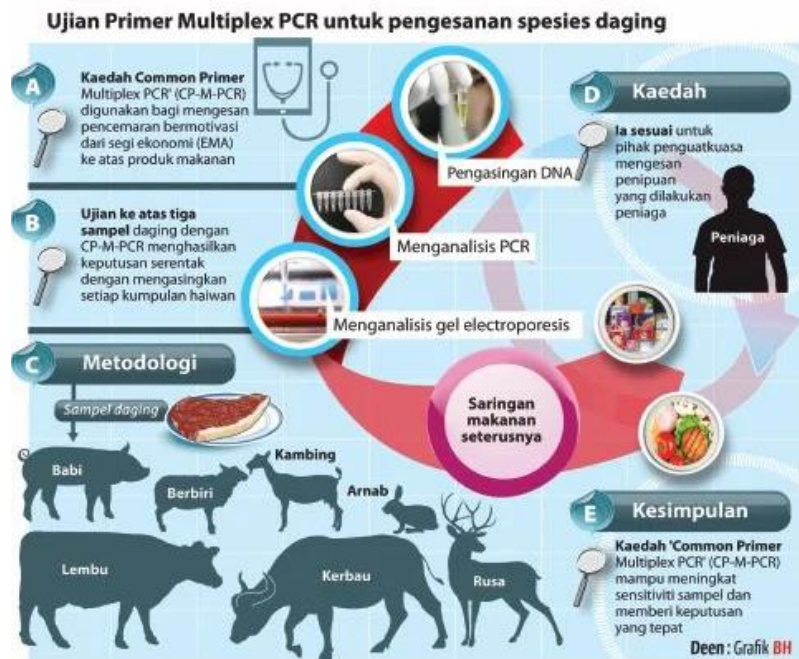 Ujian Primer Multiplex PCR untuk pengesanan spesies daging
A
Kaedah Common Primer
Multiplex PCR' (CP-M-PCR)
digunakan bagi mengesan
pencemaran bermotivasi
dari segi ekonomi (EMA)
ke atas produk makanan
B
Ujian ke atas tiga
sampel daging dengan
CP-M-PCR menghasilkan
keputusan serentak
dengan mengasingkan
setiap kumpulan haiwan
Pengasingan DNA
Menganalisis PCR
Menganalisis gel electroporesis
D
Kaedah
Ia sesuai untuk
pihak penguatkuasa
mengesan
penipuan
yang dilakukan
peniaga
Peniaga
C
Metodologi
Sampel daging
Babi
Berbiri
Kambing
Arnab
Lembu
Kerbau
Rusa
Saringan
makanan
seterusnya
E
Kesimpulan
Kaedah 'Common Primer
Multiplex PCR' (CP-M-PCR)
mampu meningkat
sensitiviti sampel dan
memberi keputusan
yang tepat
Deen : Grafik BH